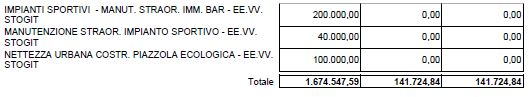 IMPIANTI SPORTIVI - MANUT. STRAOR. IMM. BAR - EE.VV. STOGIT 200.000,00 0,00 0,00
MANUTENZIONE STRAOR. IMPIANTO SPORTIVO - EE.VV. STOGIT 40.000,00 0,00 0,00
NETTEZZA URBANA COSTR. PIAZZOLA ECOLOGICA - EE.VV. STOGIT 100.000,00 0,00 0,00
Totale 1.674.547,59 141.724,84 141.724,84